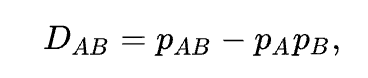 D_{AB} = p_{AB} - p_A p_B,